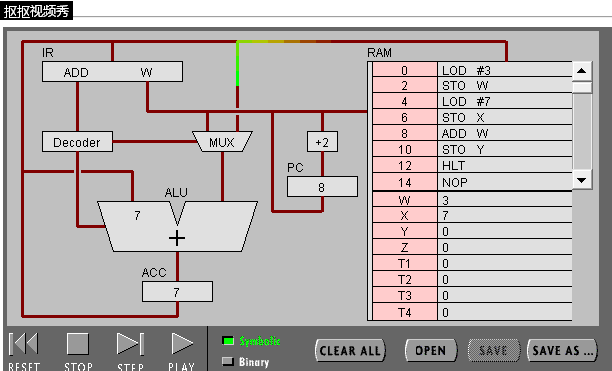 抠抠视频秀
IR
RAM
ADD W
0 LOD #3
2 STO W
4 LOD #7
6 STO X
8 ADD W
10 STO Y
12 HLT
14 NOP
Decoder
MUX
+2
PC
8
ALU
7
+
ACC
7
W 3
X 7
Y 0
Z 0
T1 0
T2 0
T3 0
T4 0
RESET
STOP
STEP
PLAY
Symbolic
Binary
CLEAR ALL
OPEN
SAVE
SAVE AS ...